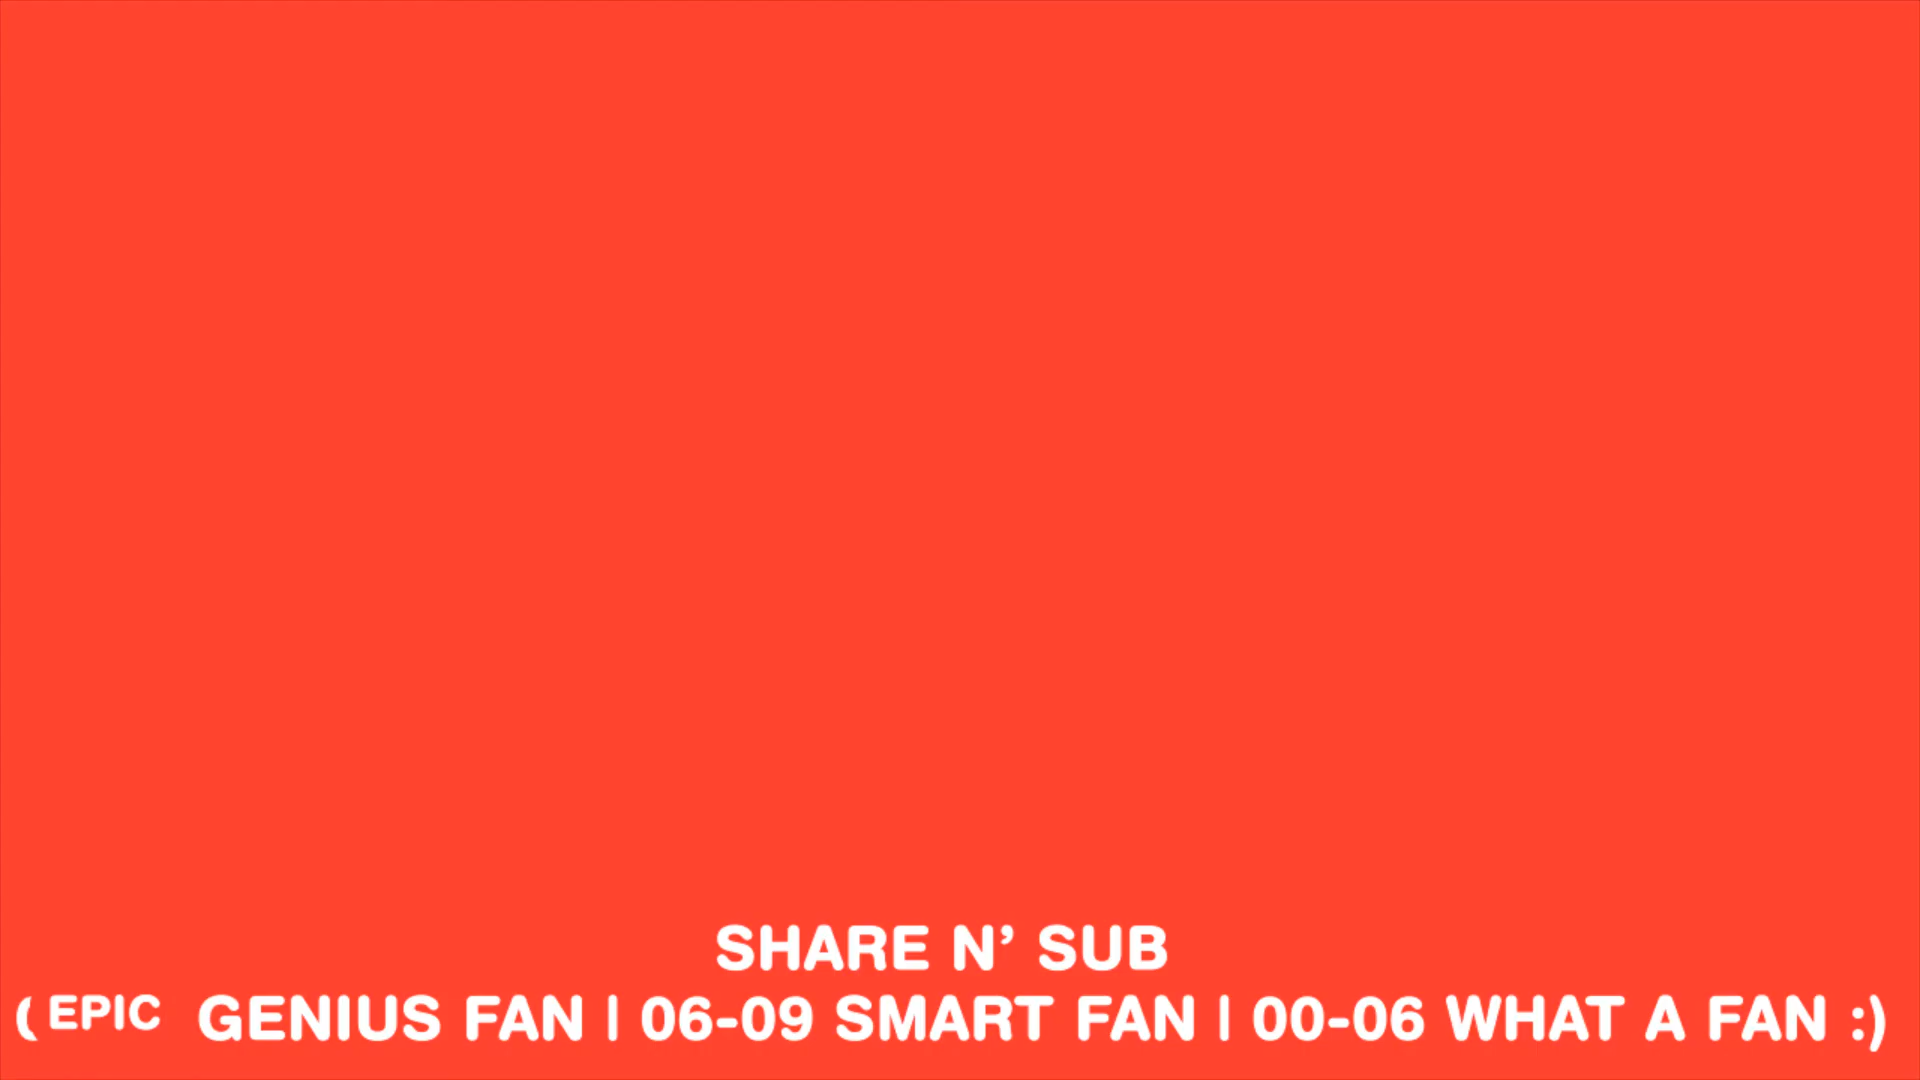 SHARE N’ SUB
( EPIC GENIUS FAN | 06-09 SMART FAN | 00-06 WHAT A FAN :)